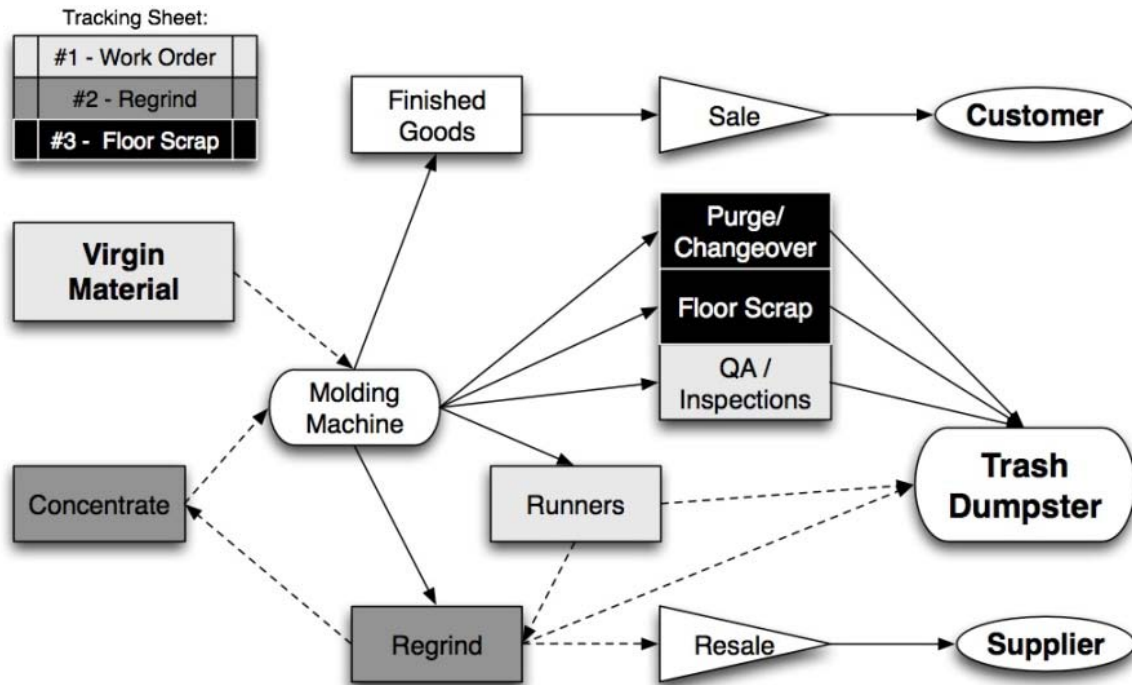 Tracking Sheet:
#1 - Work Order
#2 - Regrind
#3 -  Floor Scrap
Finished
Goods
Sale
Customer
Virgin
Material
Purge/
Changeover
Floor Scrap
QA /
Inspections
Molding
Machine
Concentrate
Runners
Trash
Dumpster
Regrind
Resale
Supplier